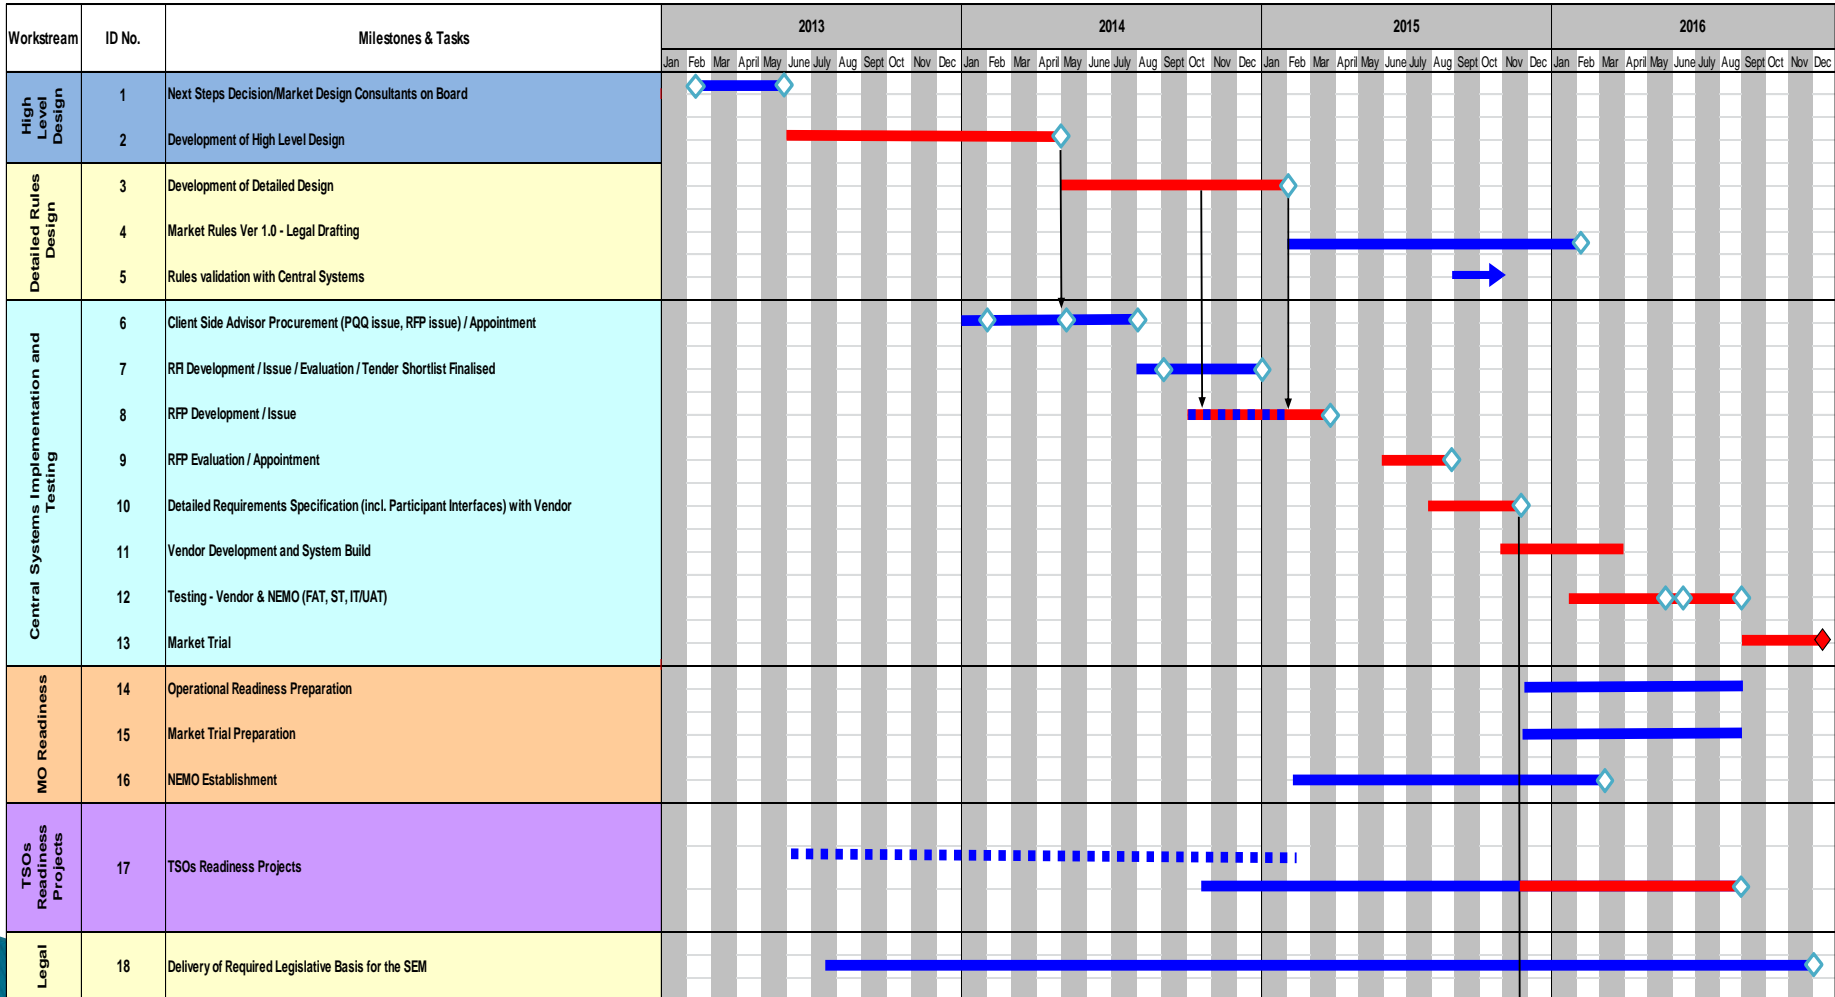 Workstream ID No. Milestones & Tasks 2013 2014 2015 2016
Jan Feb Mar April May June July Aug Sept Oct Nov Dec Jan Feb Mar April May June July Aug Sept Oct Nov Dec Jan Feb Mar April May June July Aug Sept Oct Nov Dec Jan Feb Mar April May June July Aug Sept Oct Nov Dec
High
Level
Design
1 Next Steps Decision/Market Design Consultants on Board
2 Development of High Level Design
Detailed Rules
Design
3 Development of Detailed Design
4 Market Rules Ver 1.0 - Legal Drafting
5 Rules validation with Central Systems
Central Systems Implementation and
Testing
6 Client Side Advisor Procurement (PQQ issue, RFP issue) / Appointment
7 RFI Development / Issue / Evaluation / Tender Shortlist Finalised
8 RFP Development / Issue
9 RFP Evaluation / Appointment
10 Detailed Requirements Specification (incl. Participant Interfaces) with Vendor
11 Vendor Development and System Build
12 Testing - Vendor & NEMO (FAT, ST, IT/UAT)
13 Market Trial
MO Readiness
14 Operational Readiness Preparation
15 Market Trial Preparation
16 NEMO Establishment
TSOs
Readiness
Projects
17 TSOs Readiness Projects
Legal
18 Delivery of Required Legislative Basis for the SEM